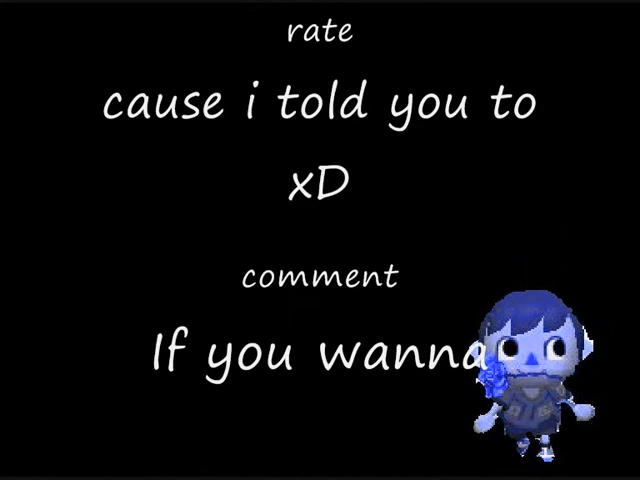 rate
cause i told you to
xD
comment
If you wanna